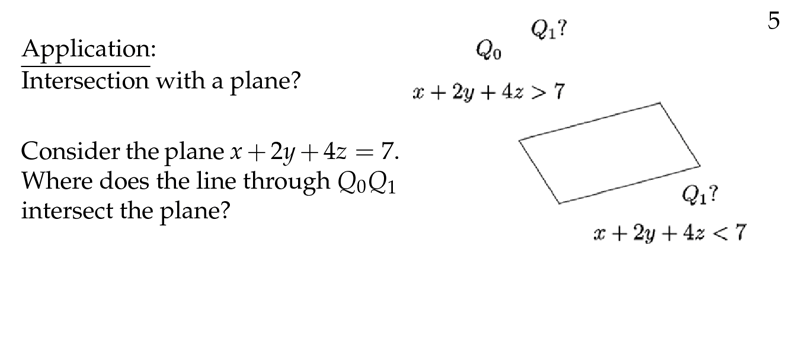 5
Application:
Intersection with a plane?
Consider the plane x + 2y + 4z = 7.
Where does the line through Q₀Q₁
intersect the plane?
Q₁?
Q₀
x + 2y + 4z > 7
Q₁?
x + 2y + 4z < 7